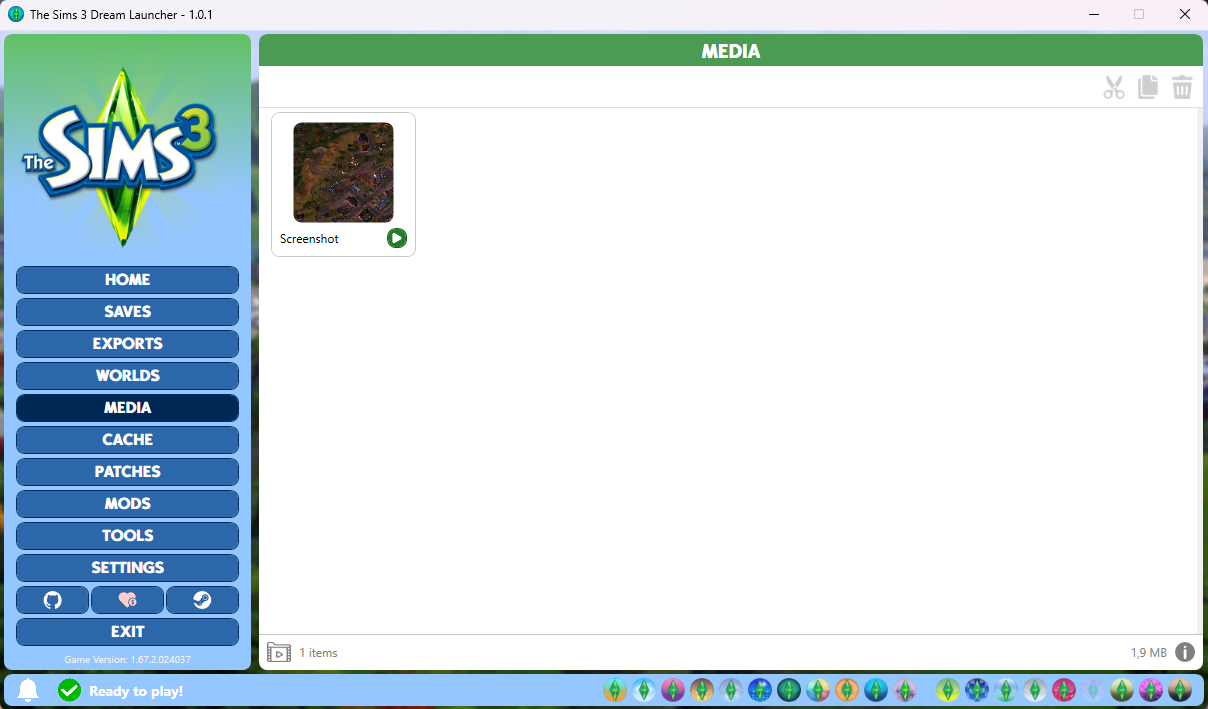 The Sims 3 Dream Launcher - 1.0.1
The SIMS 3
HOME
SAVES
EXPORTS
WORLDS
MEDIA
CACHE
PATCHES
MODS
TOOLS
SETTINGS
EXIT
Game Version: 1.67.2.024037
MEDIA
Screenshot
1 items
1,9 MB
Ready to play!